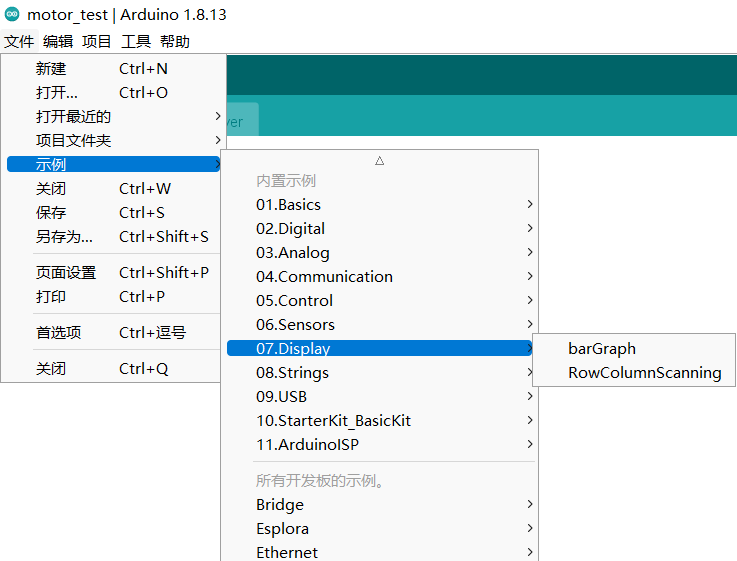 motor_test | Arduino 1.8.13
文件 编辑 项目 工具 帮助
新建 Ctrl+N
打开... Ctrl+O
打开最近的
项目文件夹
示例
关闭 Ctrl+W
保存 Ctrl+S
另存为... Ctrl+Shift+S
页面设置 Ctrl+Shift+P
打印 Ctrl+P
首选项 Ctrl+逗号
关闭 Ctrl+Q
ver
内置示例
01.Basics
02.Digital
03.Analog
04.Communication
05.Control
06.Sensors
07.Display
08.Strings
09.USB
10.StarterKit_BasicKit
11.ArduinoISP
所有开发板的示例。
Bridge
Esplora
Ethernet
barGraph
RowColumnScanning